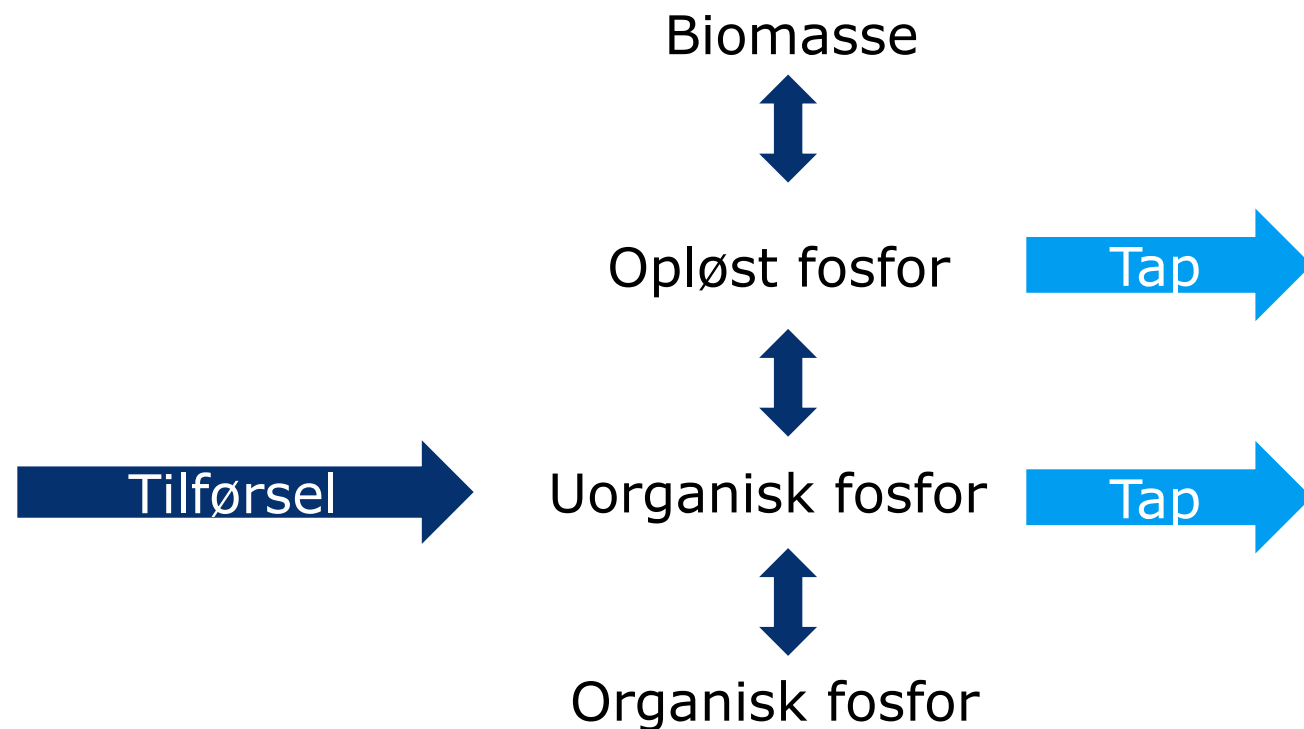 Biomasse
Opløst fosfor
Tap
Tilførsel
Uorganisk fosfor
Tap
Organisk fosfor